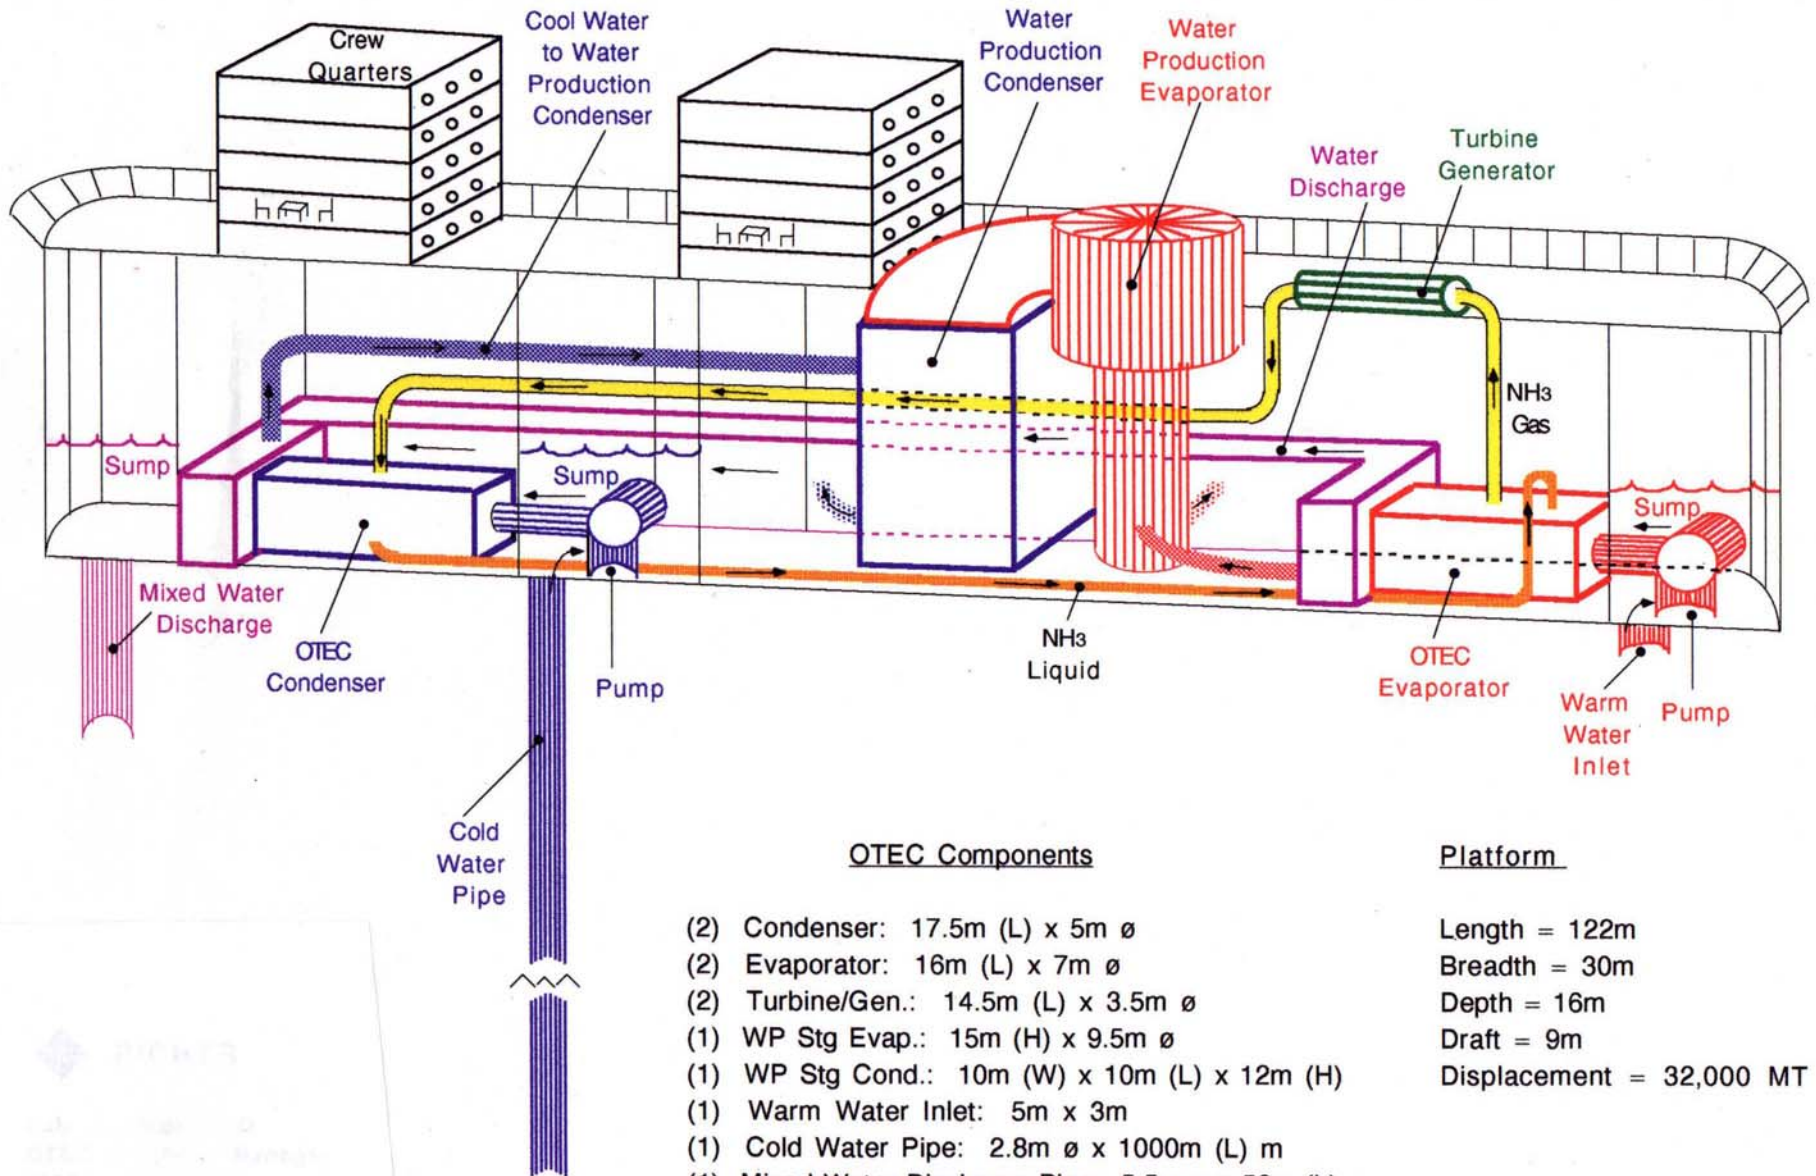 Crew
Quarters
Cool Water
to Water
Production
Condenser
Water
Production
Condenser
Water
Production
Evaporator
Water
Discharge
Turbine
Generator
NH3
Gas
Sump
Sump
Sump
Mixed Water
Discharge
OTEC
Condenser
Pump
NH3
Liquid
OTEC
Evaporator
Warm
Water
Inlet
Pump
Cold
Water
Pipe
OTEC Components
(2) Condenser: 17.5m (L) x 5m ø
(2) Evaporator: 16m (L) x 7m ø
(2) Turbine/Gen.: 14.5m (L) x 3.5m ø
(1) WP Stg Evap.: 15m (H) x 9.5m ø
(1) WP Stg Cond.: 10m (W) x 10m (L) x 12m (H)
(1) Warm Water Inlet: 5m x 3m
(1) Cold Water Pipe: 2.8m ø x 1000m (L) m
Platform
Length = 122m
Breadth = 30m
Depth = 16m
Draft = 9m
Displacement = 32,000 MT